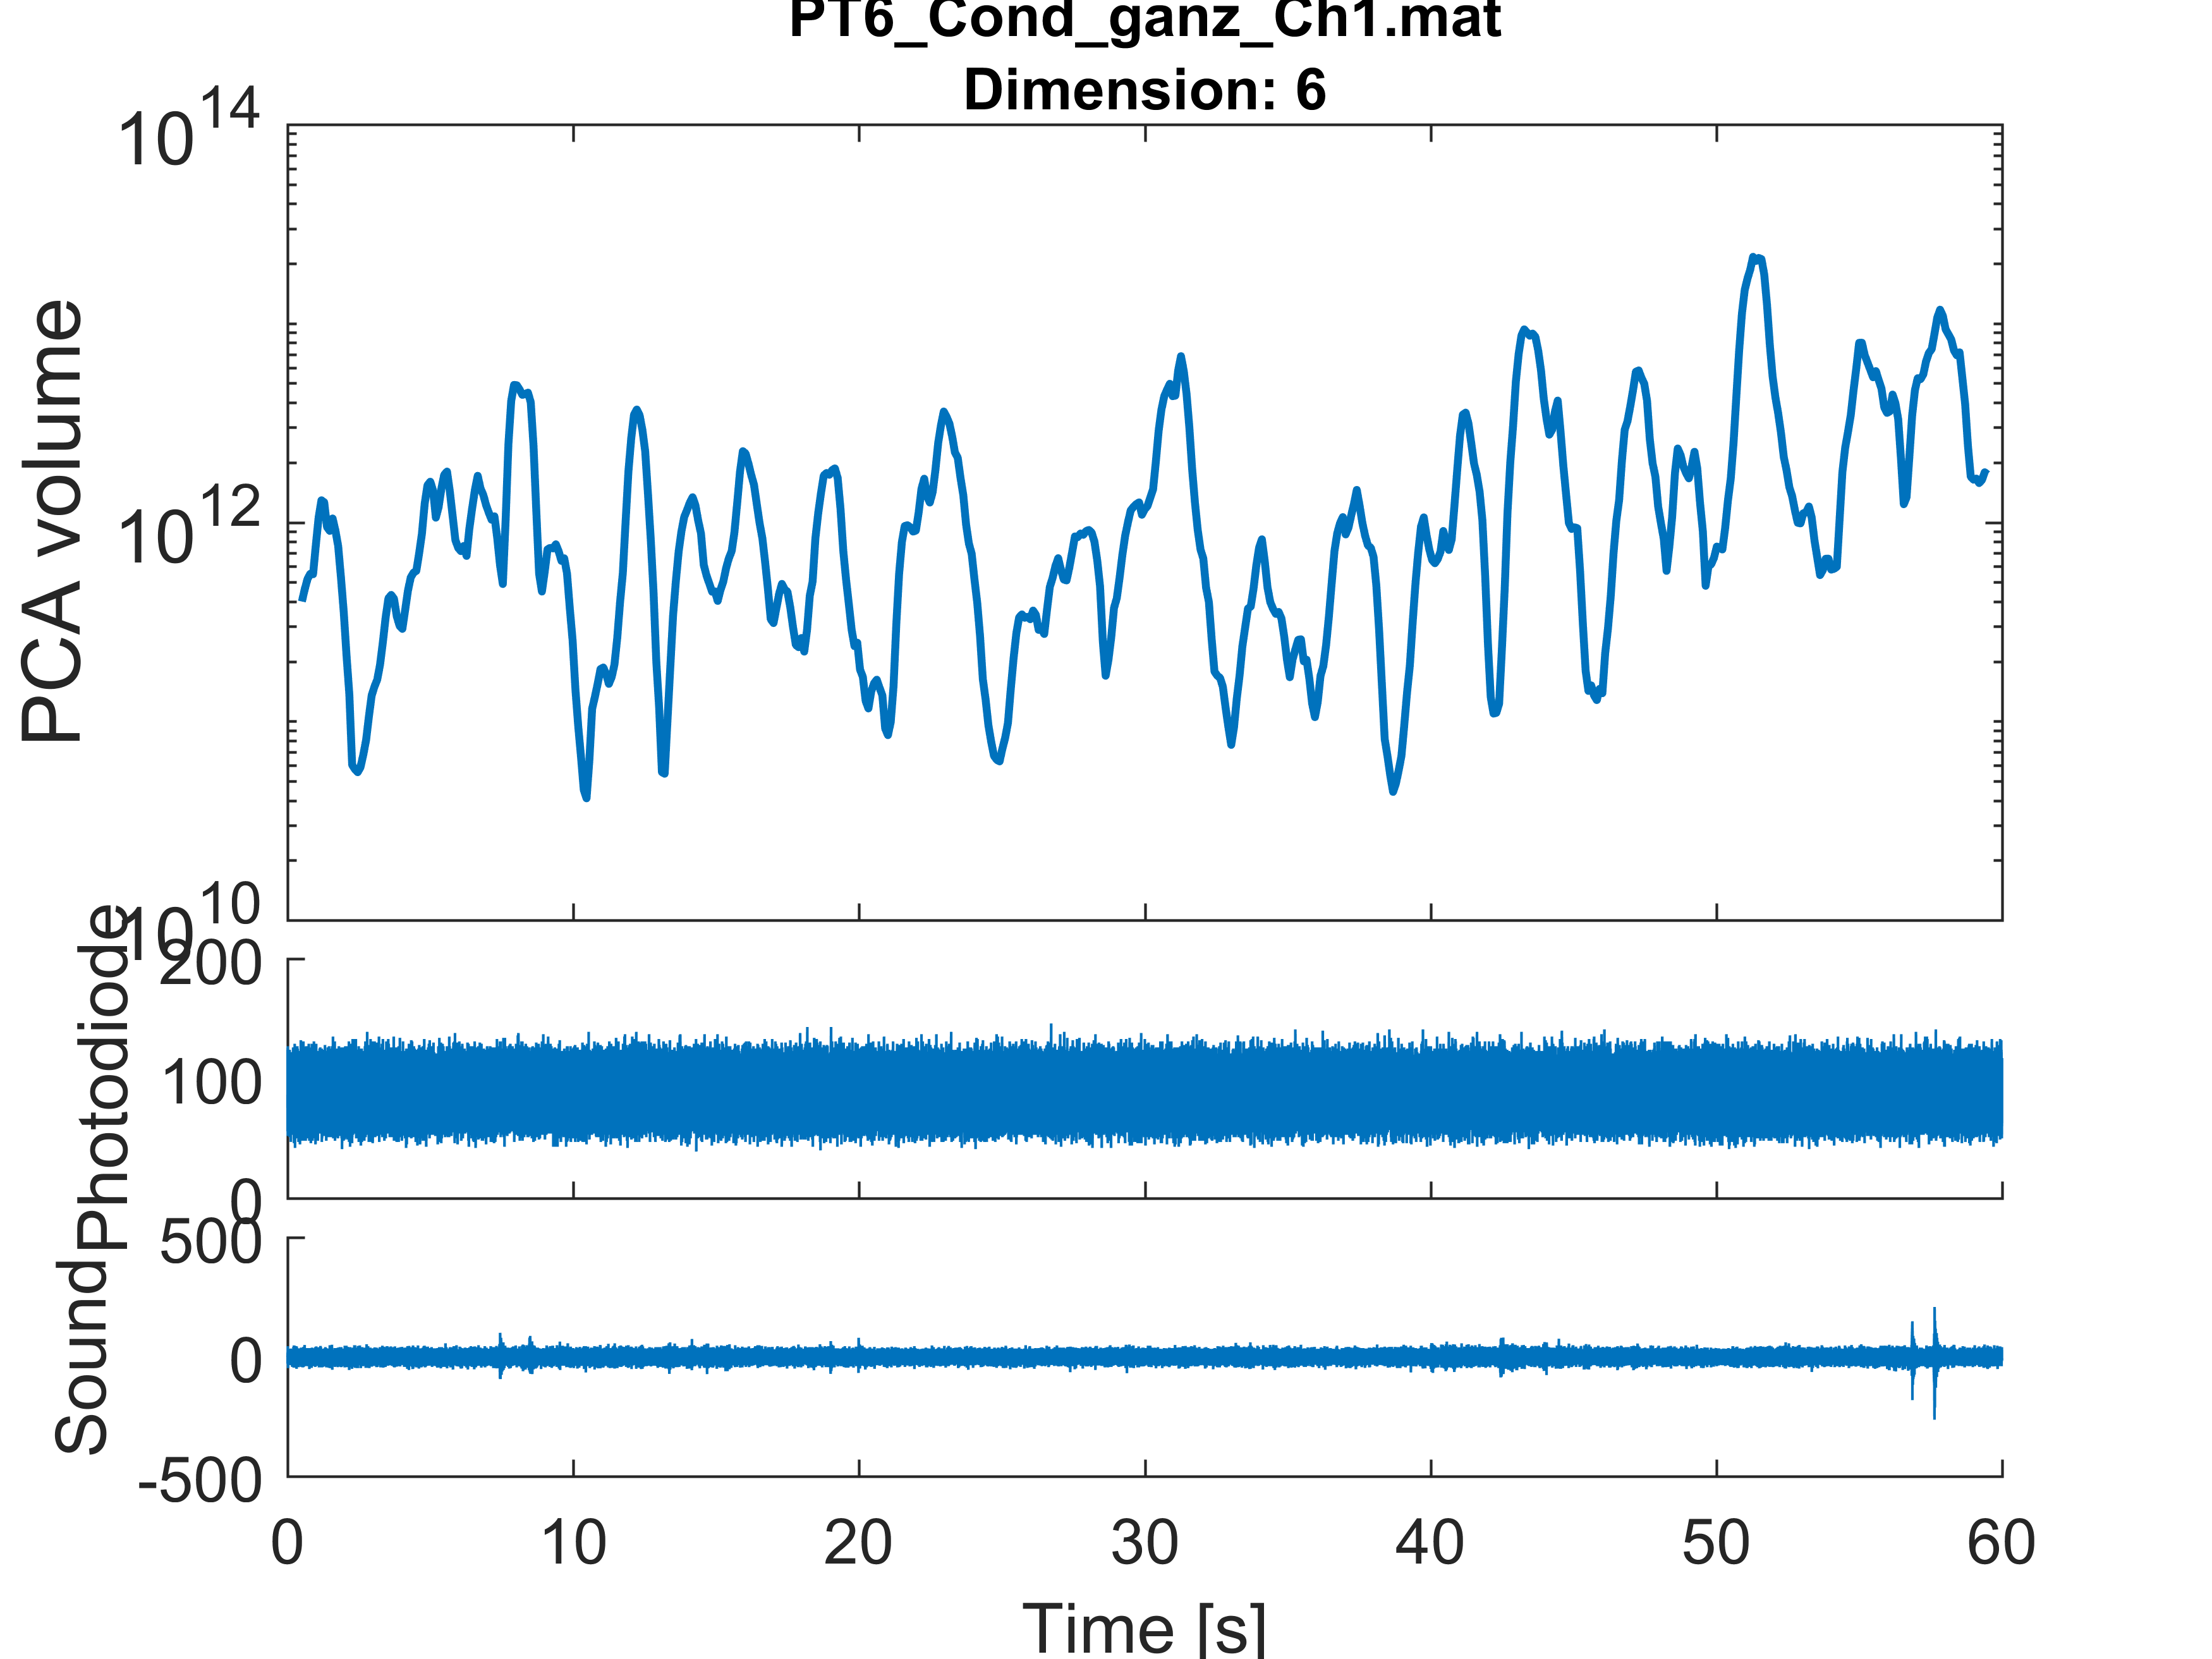 PT6_Cond_ganz_Ch1.mat
Dimension: 6
PCA volume
10^14
10^12
10^10
Photodiode
200
100
0
Sound
500
0
-500
0 10 20 30 40 50 60
Time [s]